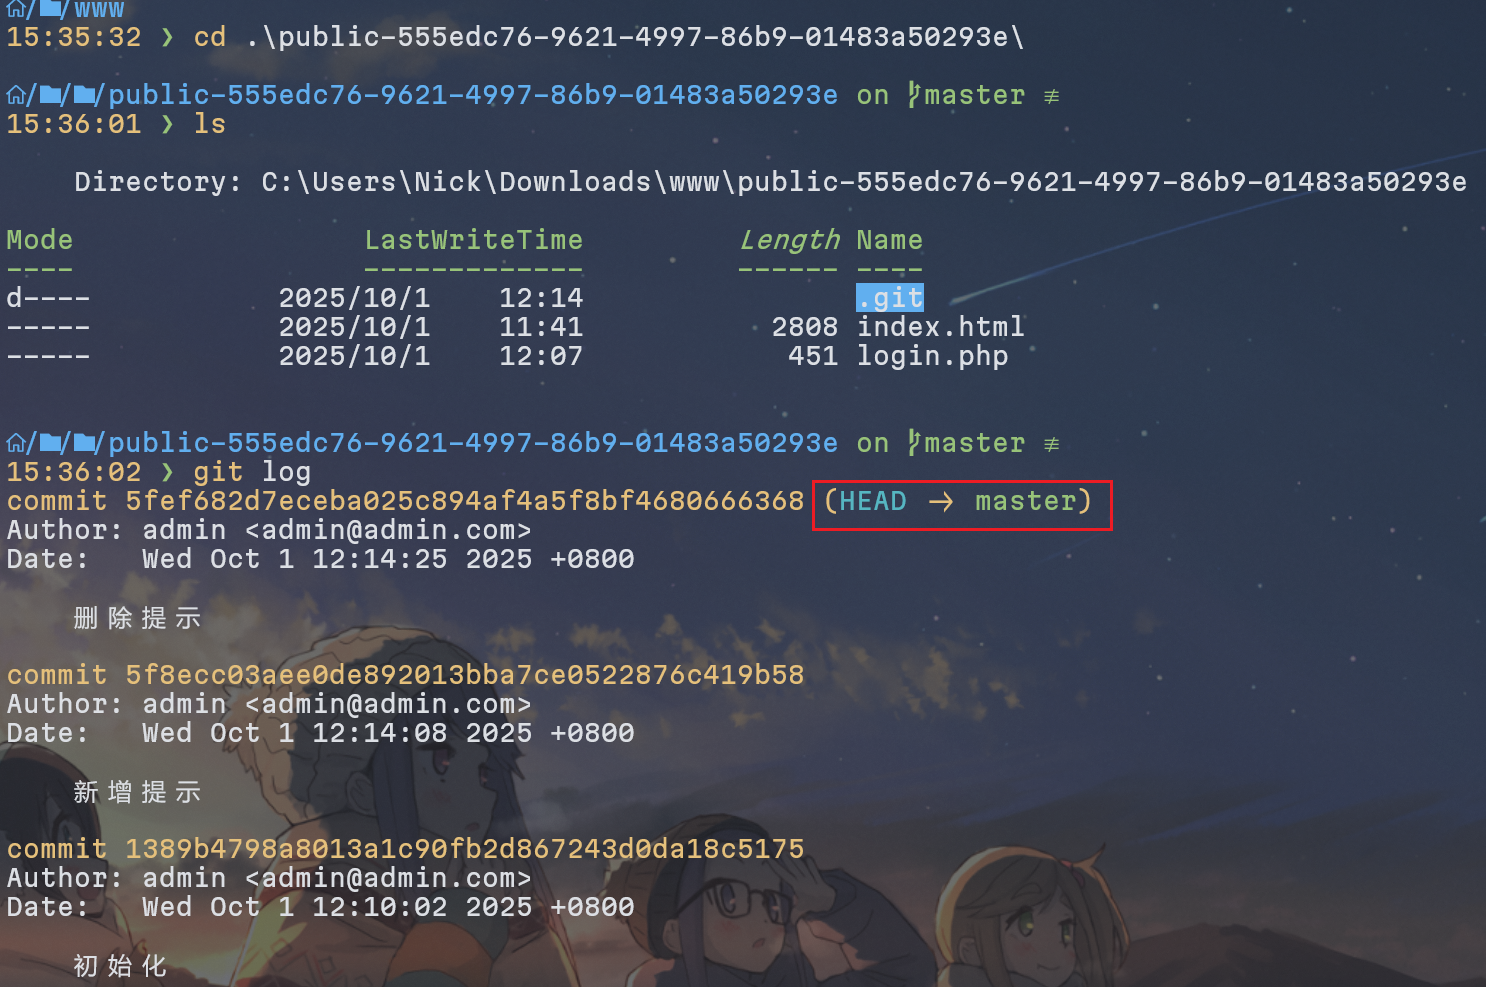 / / www
15:35:32 ❯ cd .\public-555edc76-9621-4997-86b9-01483a50293e\
/ / /public-555edc76-9621-4997-86b9-01483a50293e on master ≢
15:36:01 ❯ ls
Directory: C:\Users\Nick\Downloads\www\public-555edc76-9621-4997-86b9-01483a50293e
Mode LastWriteTime Length Name
---- ------------- ------ ----
d---- 2025/10/1 12:14 .git
----- 2025/10/1 11:41 2808 index.html
----- 2025/10/1 12:07 451 login.php
/ / /public-555edc76-9621-4997-86b9-01483a50293e on master ≢
15:36:02 ❯ git log
commit 5fef682d7eceba025c894af4a5f8bf4680666368 (HEAD -> master)
Author: admin <admin@admin.com>
Date: Wed Oct 1 12:14:25 2025 +0800
删除提示
commit 5f8ecc03aee0de892013bba7ce0522876c419b58
Author: admin <admin@admin.com>
Date: Wed Oct 1 12:14:08 2025 +0800
新增提示
commit 1389b4798a8013a1c90fb2d867243d0da18c5175
Author: admin <admin@admin.com>
Date: Wed Oct 1 12:10:02 2025 +0800
初始化